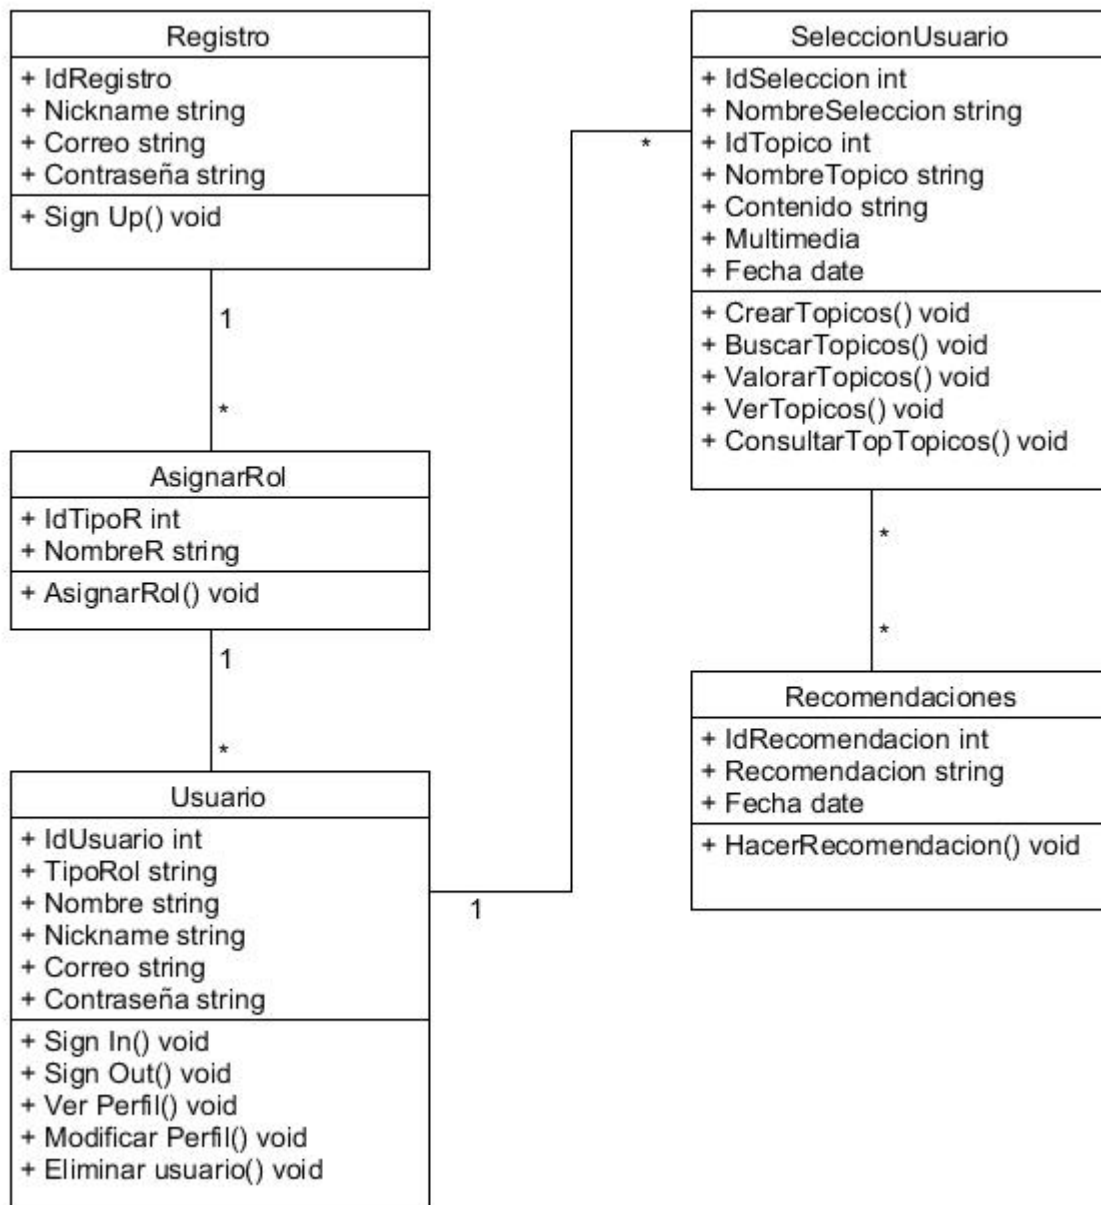 Registro
+ IdRegistro
+ Nickname string
+ Correo string
+ Contraseña string
+ Sign Up() void
1
*
AsignarRol
+ IdTipoR int
+ NombreR string
+ AsignarRol() void
1
*
Usuario
+ IdUsuario int
+ TipoRol string
+ Nombre string
+ Nickname string
+ Correo string
+ Contraseña string
+ Sign In() void
+ Sign Out() void
+ Ver Perfil() void
+ Modificar Perfil() void
+ Eliminar usuario() void
1
*
SeleccionUsuario
+ IdSeleccion int
+ NombreSeleccion string
+ IdTopico int
+ NombreTopico string
+ Contenido string
+ Multimedia
+ Fecha date
+ CrearTopicos() void
+ BuscarTopicos() void
+ ValorarTopicos() void
+ VerTopicos() void
+ ConsultarTopTopicos() void
*
*
Recomendaciones
+ IdRecomendacion int
+ Recomendacion string
+ Fecha date
+ HacerRecomendacion() void